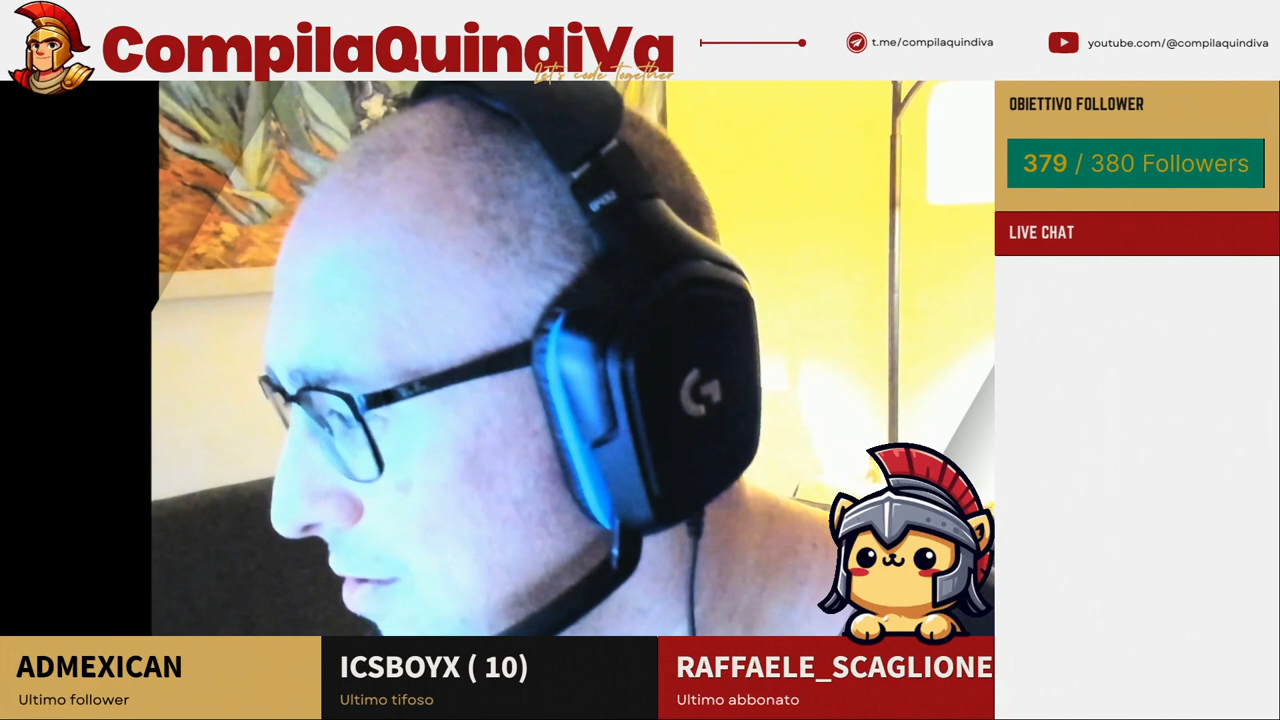 CompilaQuindiVa
Let's code together
t.me/compilaquindiva
youtube.com/@compilaquindiva
OBIETTIVO FOLLOWER
379 / 380 Followers
LIVE CHAT
ADMEXICAN
Ultimo follower
ICSBOYX ( 10)
Ultimo tifoso
RAFFAELE_SCAGLIONE
Ultimo abbonato